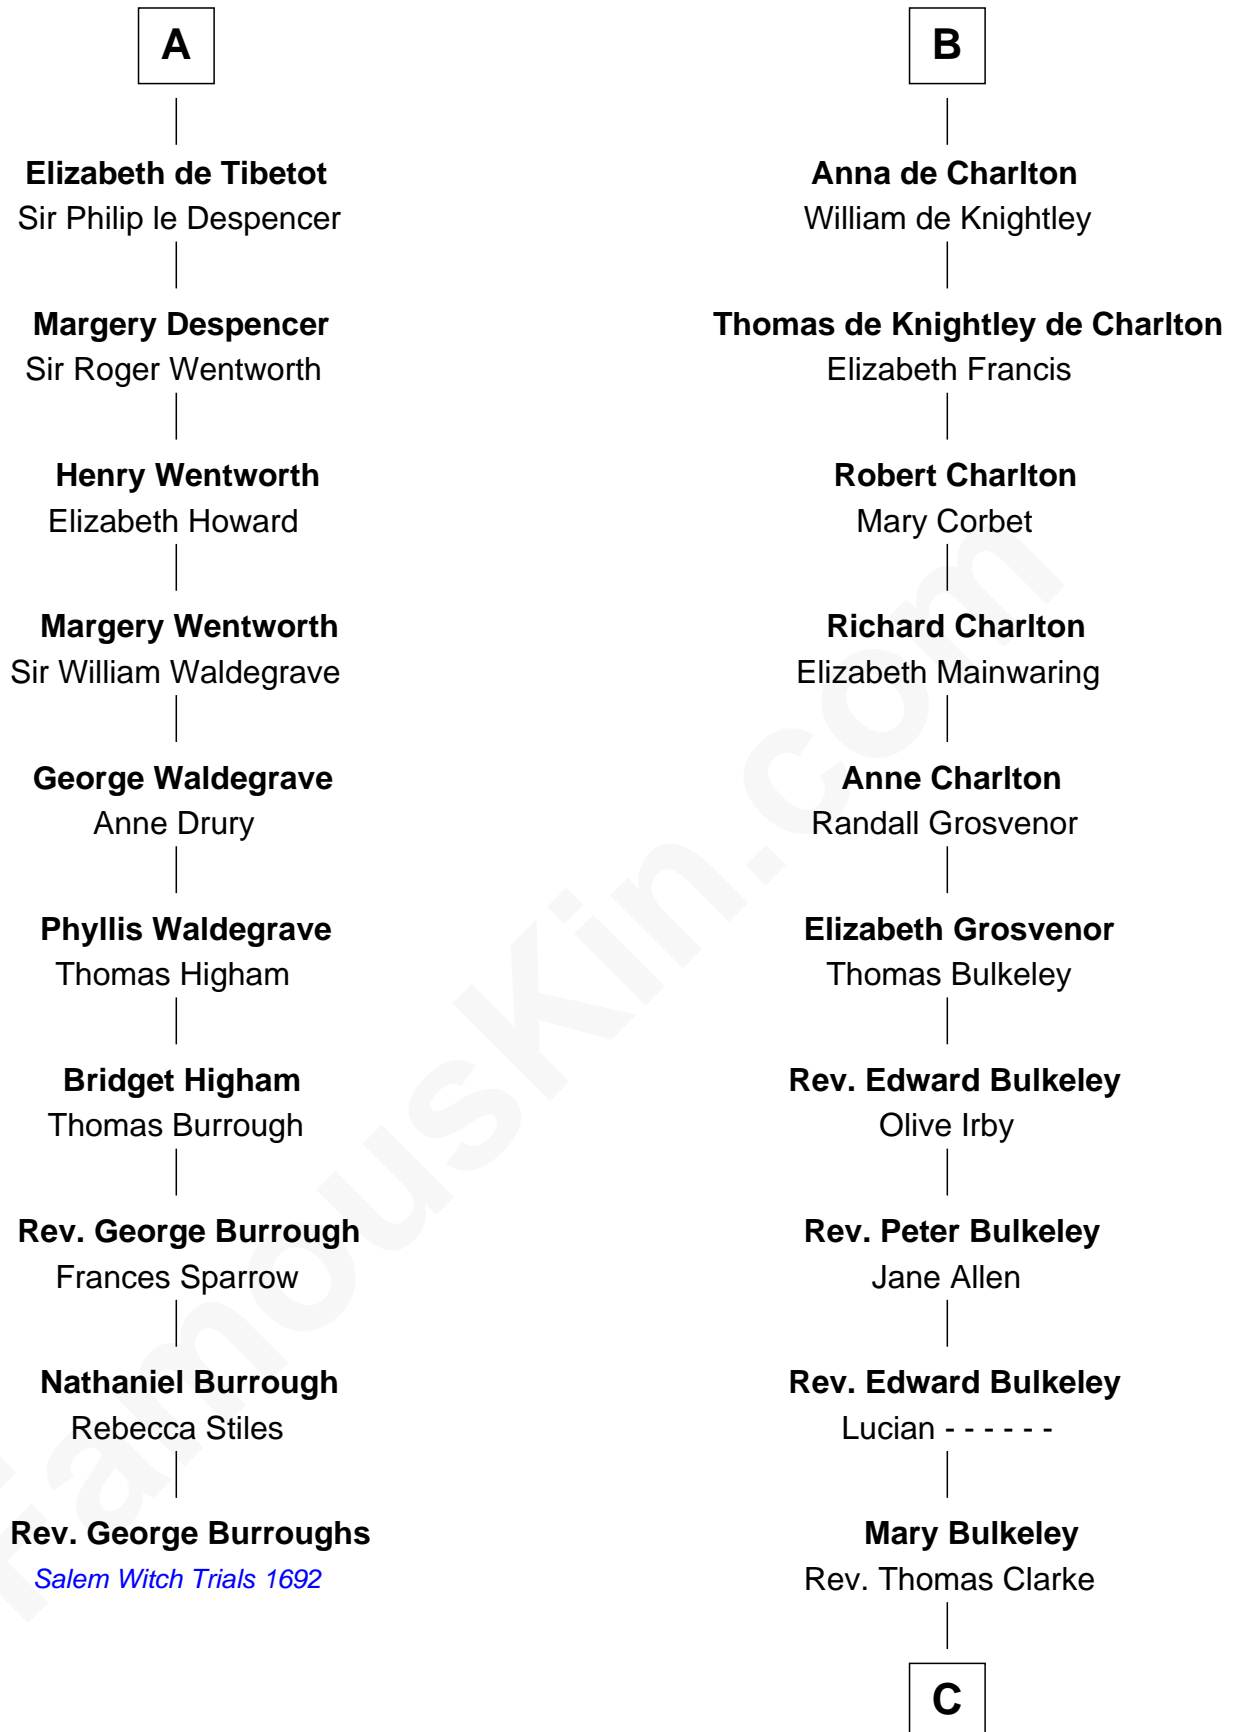 A
Elizabeth de Tibetot
Sir Philip le Despencer
Margery Despencer
Sir Roger Wentworth
Henry Wentworth
Elizabeth Howard
Margery Wentworth
Sir William Waldegrave
George Waldegrave
Anne Drury
Phyllis Waldegrave
Thomas Higham
Bridget Higham
Thomas Burrough
Rev. George Burrough
Frances Sparrow
Nathaniel Burrough
Rebecca Stiles
Rev. George Burroughs
Salem Witch Trials 1692
B
Anna de Charlton
William de Knightley
Thomas de Knightley de Charlton
Elizabeth Francis
Robert Charlton
Mary Corbet
Richard Charlton
Elizabeth Mainwaring
Anne Charlton
Randall Grosvenor
Elizabeth Grosvenor
Thomas Bulkeley
Rev. Edward Bulkeley
Olive Irby
Rev. Peter Bulkeley
Jane Allen
Rev. Edward Bulkeley
Lucian - - - - - -
Mary Bulkeley
Rev. Thomas Clarke
C
famouskin.com